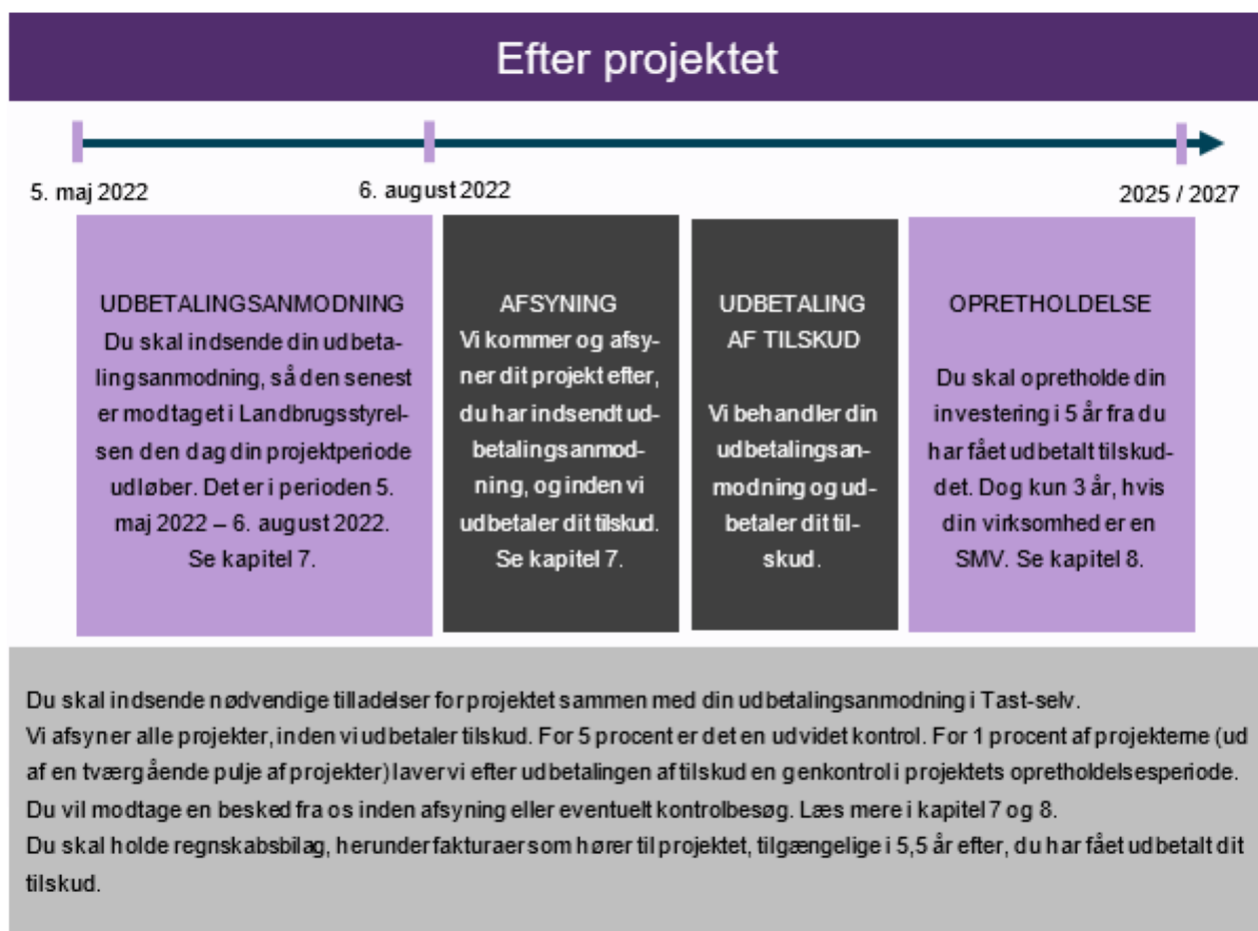 Efter projektet
5. maj 2022
6. august 2022
2025 / 2027
UDBETALINGSANMODNING
Du skal indsende din udbeta-
lingsanmodning, så den senest
er modtaget i Landbrugsstyrel-
sen den dag din projektperiode
udløber. Det er i perioden 5.
maj 2022 – 6. august 2022.
Se kapitel 7.
AFSYNING
Vi kommer og afsy-
ner dit projekt efter,
du har indsendt ud-
betalingsanmod-
ning, og inden vi
udbetaler dit tilskud.
Se kapitel 7.
UDBETALING
AF TILSKUD
Vi behandler din
udbetalingsan-
modning og ud-
betaler dit til-
skud.
OPRETHOLDELSE
Du skal opretholde din
investering i 5 år fra du
har fået udbetalt tilskud-
det. Dog kun 3 år, hvis
din virksomhed er en
SMV. Se kapitel 8.
Du skal indsende nødvendige tilladelser for projektet sammen med din udbetalingsanmodning i Tast-selv.
Vi afsyner alle projekter, inden vi udbetaler tilskud. For 5 procent er det en udvidet kontrol. For 1 procent af projekterne (ud
af en tværgående pulje af projekter) laver vi efter udbetalingen af tilskud en genkontrol i projektets opretholdelsesperiode.
Du vil modtage en besked fra os inden afsyning eller eventuelt kontrolbesøg. Læs mere i kapitel 7 og 8.
Du skal holde regnskabsbilag, herunder fakturaer som hører til projektet, tilgængelige i 5,5 år efter, du har fået udbetalt dit
tilskud.